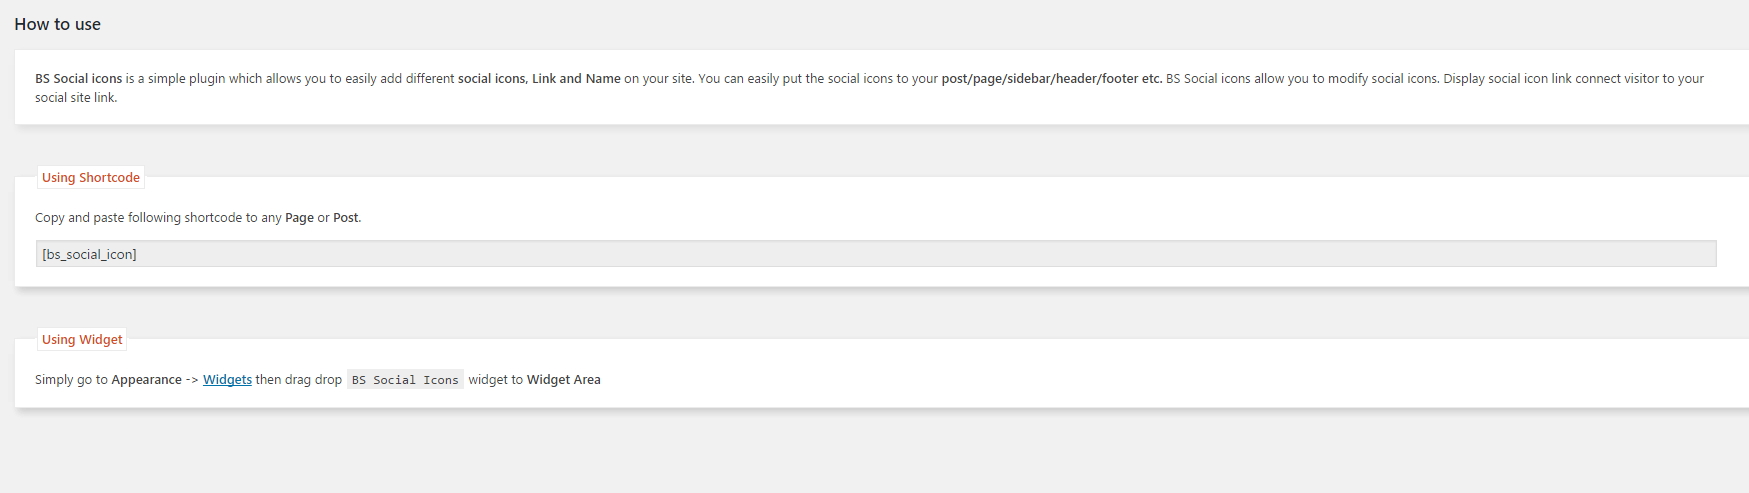 How to use
BS Social icons is a simple plugin which allows you to easily add different social icons, Link and Name on your site. You can easily put the social icons to your post/page/sidebar/header/footer etc. BS Social icons allow you to modify social icons. Display social icon link connect visitor to your
social site link.
Using Shortcode
Copy and paste following shortcode to any Page or Post.
[bs_social_icon]
Using Widget
Simply go to Appearance -> Widgets then drag drop BS Social Icons widget to Widget Area